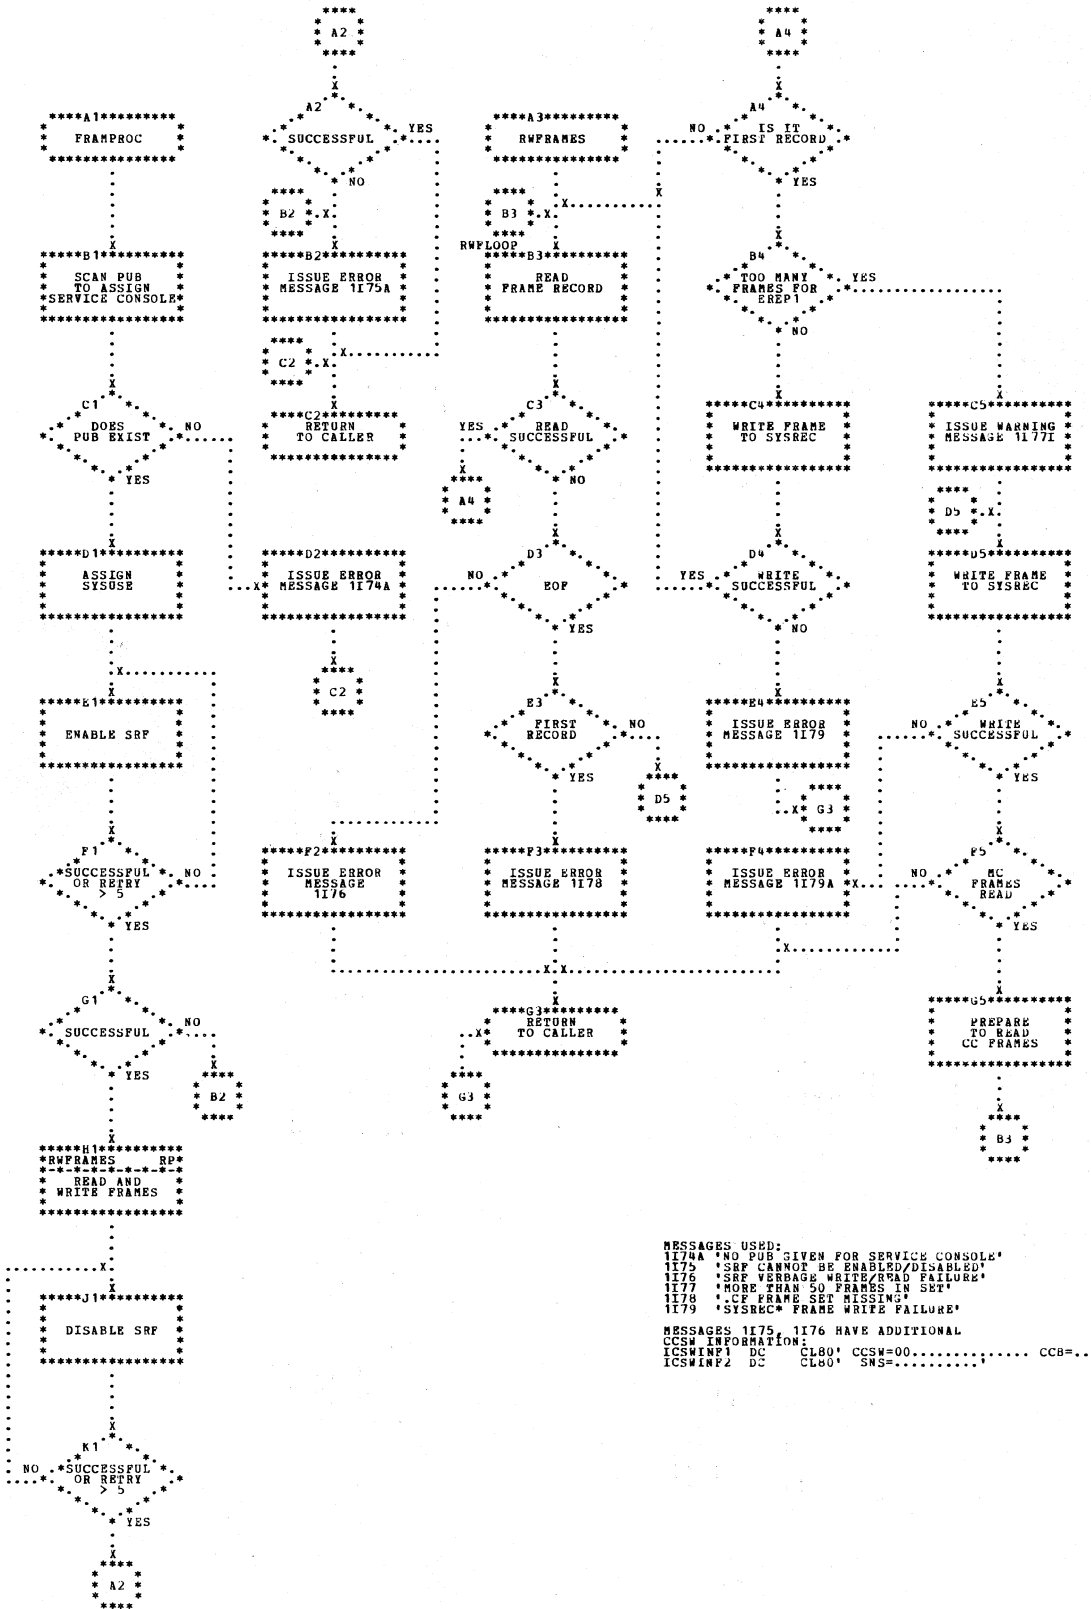 A2
A4
A1
FRAMPROC
A2
SUCCESSFUL
YES
NO
A3
RWFRAMES
A4
IS IT
FIRST RECORD
NO
YES
B2
B3
RWFLOOP
B1
SCAN PUB
TO ASSIGN
SERVICE CONSOLE
B2
ISSUE ERROR
MESSAGE 1I75A
B3
READ
FRAME RECORD
B4
TOO MANY
FRAMES FOR
EREP1
YES
NO
C2
C1
DOES
PUB EXIST
NO
YES
C2
RETURN
TO CALLER
C3
READ
SUCCESSFUL
YES
NO
A4
C4
WRITE FRAME
TO SYSREC
C5
ISSUE WARNING
MESSAGE 1I77I
D5
D1
ASSIGN
SYSUSE
D2
ISSUE ERROR
MESSAGE 1I74A
C2
D3
EOF
NO
YES
D4
WRITE
SUCCESSFUL
YES
NO
D5
WRITE FRAME
TO SYSREC
E1
ENABLE SRF
E3
FIRST
RECORD
NO
YES
D5
E4
ISSUE ERROR
MESSAGE 1I79
G3
E5
WRITE
SUCCESSFUL
NO
YES
F1
SUCCESSFUL
OR RETRY
> 5
NO
YES
F2
ISSUE ERROR
MESSAGE
1I76
F3
ISSUE ERROR
MESSAGE 1I78
F4
ISSUE ERROR
MESSAGE 1I79A
F5
MC
FRAMES
READ
NO
YES
G1
SUCCESSFUL
NO
YES
B2
G3
RETURN
TO CALLER
G3
G5
PREPARE
TO READ
CC FRAMES
B3
H1
RWFRAMES RP
READ AND
WRITE FRAMES
J1
DISABLE SRF
K1
SUCCESSFUL
OR RETRY
> 5
NO
YES
A2
MESSAGES USED:
1I74A 'NO PUB GIVEN FOR SERVICE CONSOLE'
1I75 'SRF CANNOT BE ENABLED/DISABLED'
1I76 'SRF VERBAGE WRITE/READ FAILURE'
1I77 'MORE THAN 50 FRAMES IN SET'
1I78 '.CF FRAME SET MISSING'
1I79 'SYSREC* FRAME WRITE FAILURE'
MESSAGES 1I75, 1I76 HAVE ADDITIONAL
CCSW INFORMATION:
ICSWINF1 DC CL80' CCSW=00.............. CCB=..
ICSWINF2 DC CL80' SNS=..........'